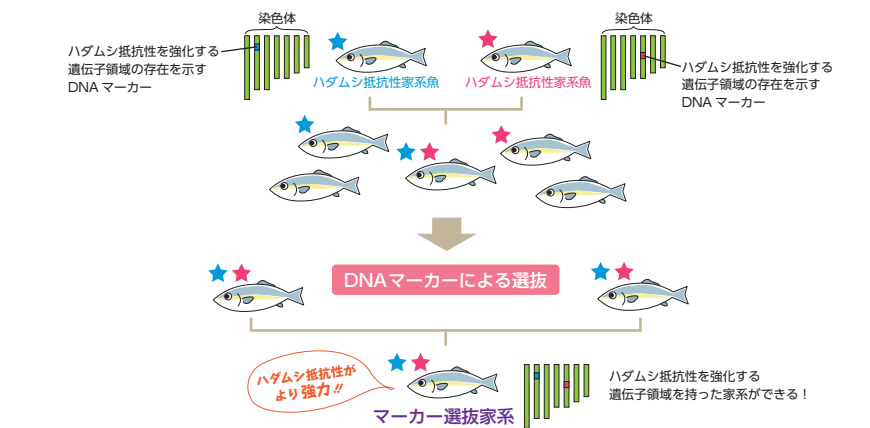 染色体
染色体
ハダムシ抵抗性を強化する
遺伝子領域の存在を示す
DNAマーカー
ハダムシ抵抗性家系魚
ハダムシ抵抗性家系魚
ハダムシ抵抗性を強化する
遺伝子領域の存在を示す
DNAマーカー
DNAマーカーによる選抜
ハダムシ抵抗性が
より強力!!
マーカー選抜家系
ハダムシ抵抗性を強化する
遺伝子領域を持った家系ができる！